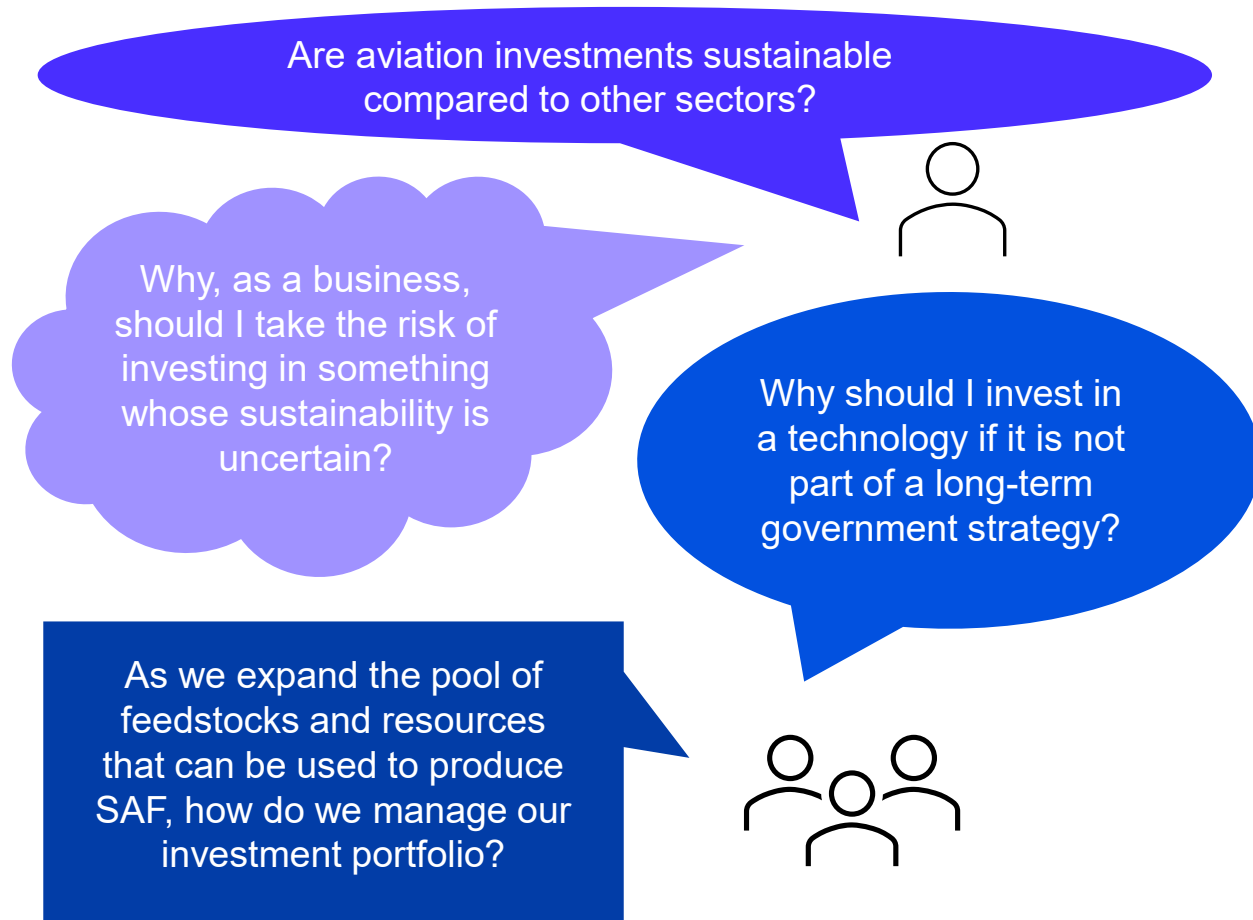 Are aviation investments sustainable
compared to other sectors?
Why, as a business,
should I take the risk of
investing in something
whose sustainability is
uncertain?
Why should I invest in
a technology if it is not
part of a long-term
government strategy?
As we expand the pool of
feedstocks and resources
that can be used to produce
SAF, how do we manage our
investment portfolio?